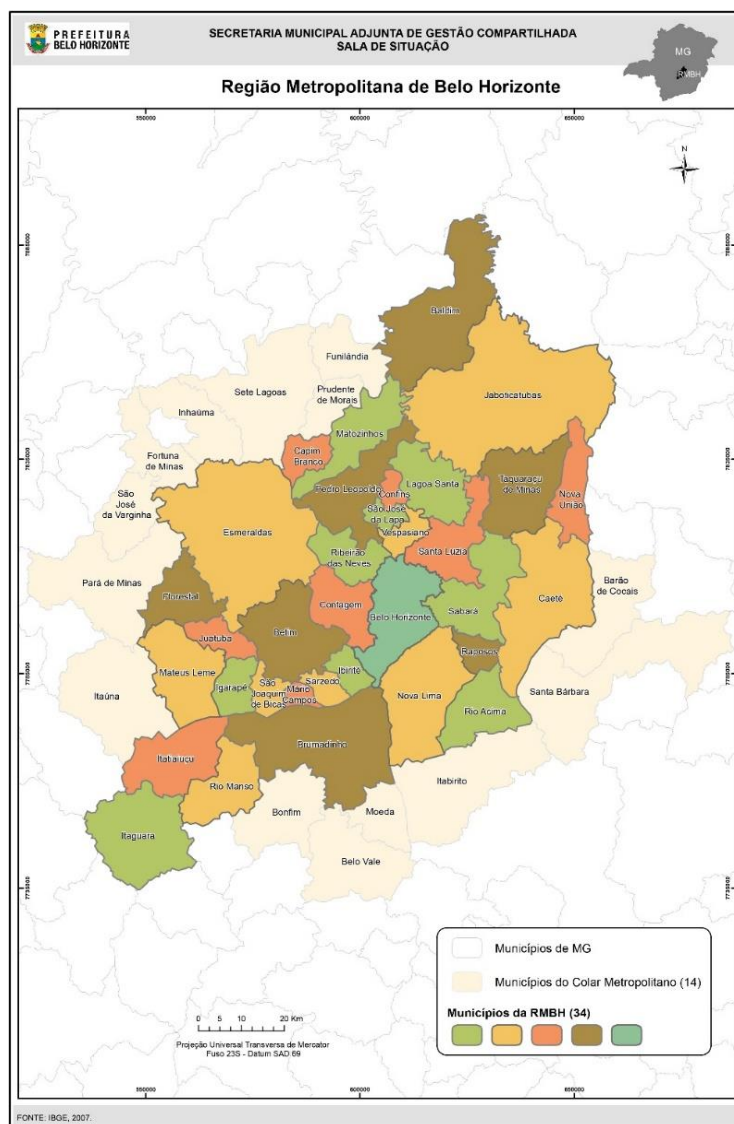 PREFEITURA
BELO HORIZONTE
SECRETARIA MUNICIPAL ADJUNTA DE GESTÃO COMPARTILHADA
SALA DE SITUAÇÃO
MG
RMBH
Região Metropolitana de Belo Horizonte
550000
600000
650000
N
Baldim
Funilândia
Sete Lagoas
Prudente
de Morais
Jaboticatubas
Inhaúma
Matozinhos
Capim
Branco
Fortuna
de Minas
Pedro Leopoldo
Confins
Lagoa Santa
Taquaraçu
de Minas
Nova
União
São
José
da Varginha
São José
da Lapa
Esmeraldas
Vespasiano
Ribeirão
das Neves
Santa Luzia
Pará de Minas
Barão
de Cocais
Florestal
Contagem
Belo Horizonte
Sabará
Caeté
Juatuba
Betim
Raposos
Mateus Leme
Ibirité
Igarapé
São
Joaquim
de Bicas
Sarzedo
Mário
Campos
Itaúna
Nova Lima
Santa Bárbara
Rio Acima
Brumadinho
Itatiaiuçu
Rio Manso
Itabirito
Bonfim
Moeda
Itaguara
Belo Vale
Municípios de MG
Municípios do Colar Metropolitano (14)
Municípios da RMBH (34)
0 5 10 20 Km
Projeção Universal Transversa de Mercator
Fuso 23S - Datum SAD 69
550000
600000
650000
FONTE: IBGE, 2007.